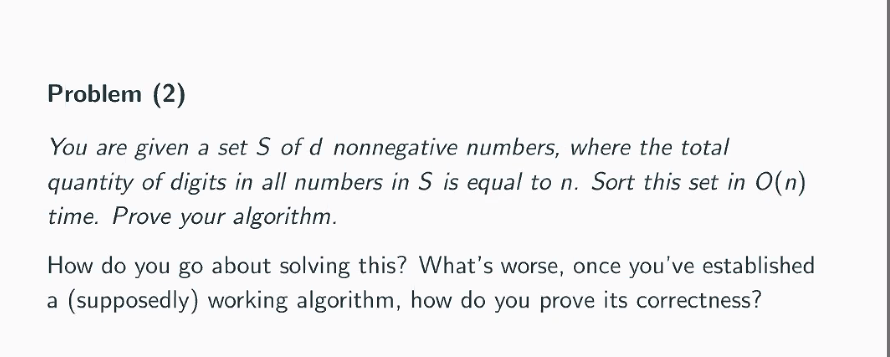 Problem (2)
You are given a set S of d nonnegative numbers, where the total
quantity of digits in all numbers in S is equal to n. Sort this set in O(n)
time. Prove your algorithm.
How do you go about solving this? What's worse, once you've established
a (supposedly) working algorithm, how do you prove its correctness?